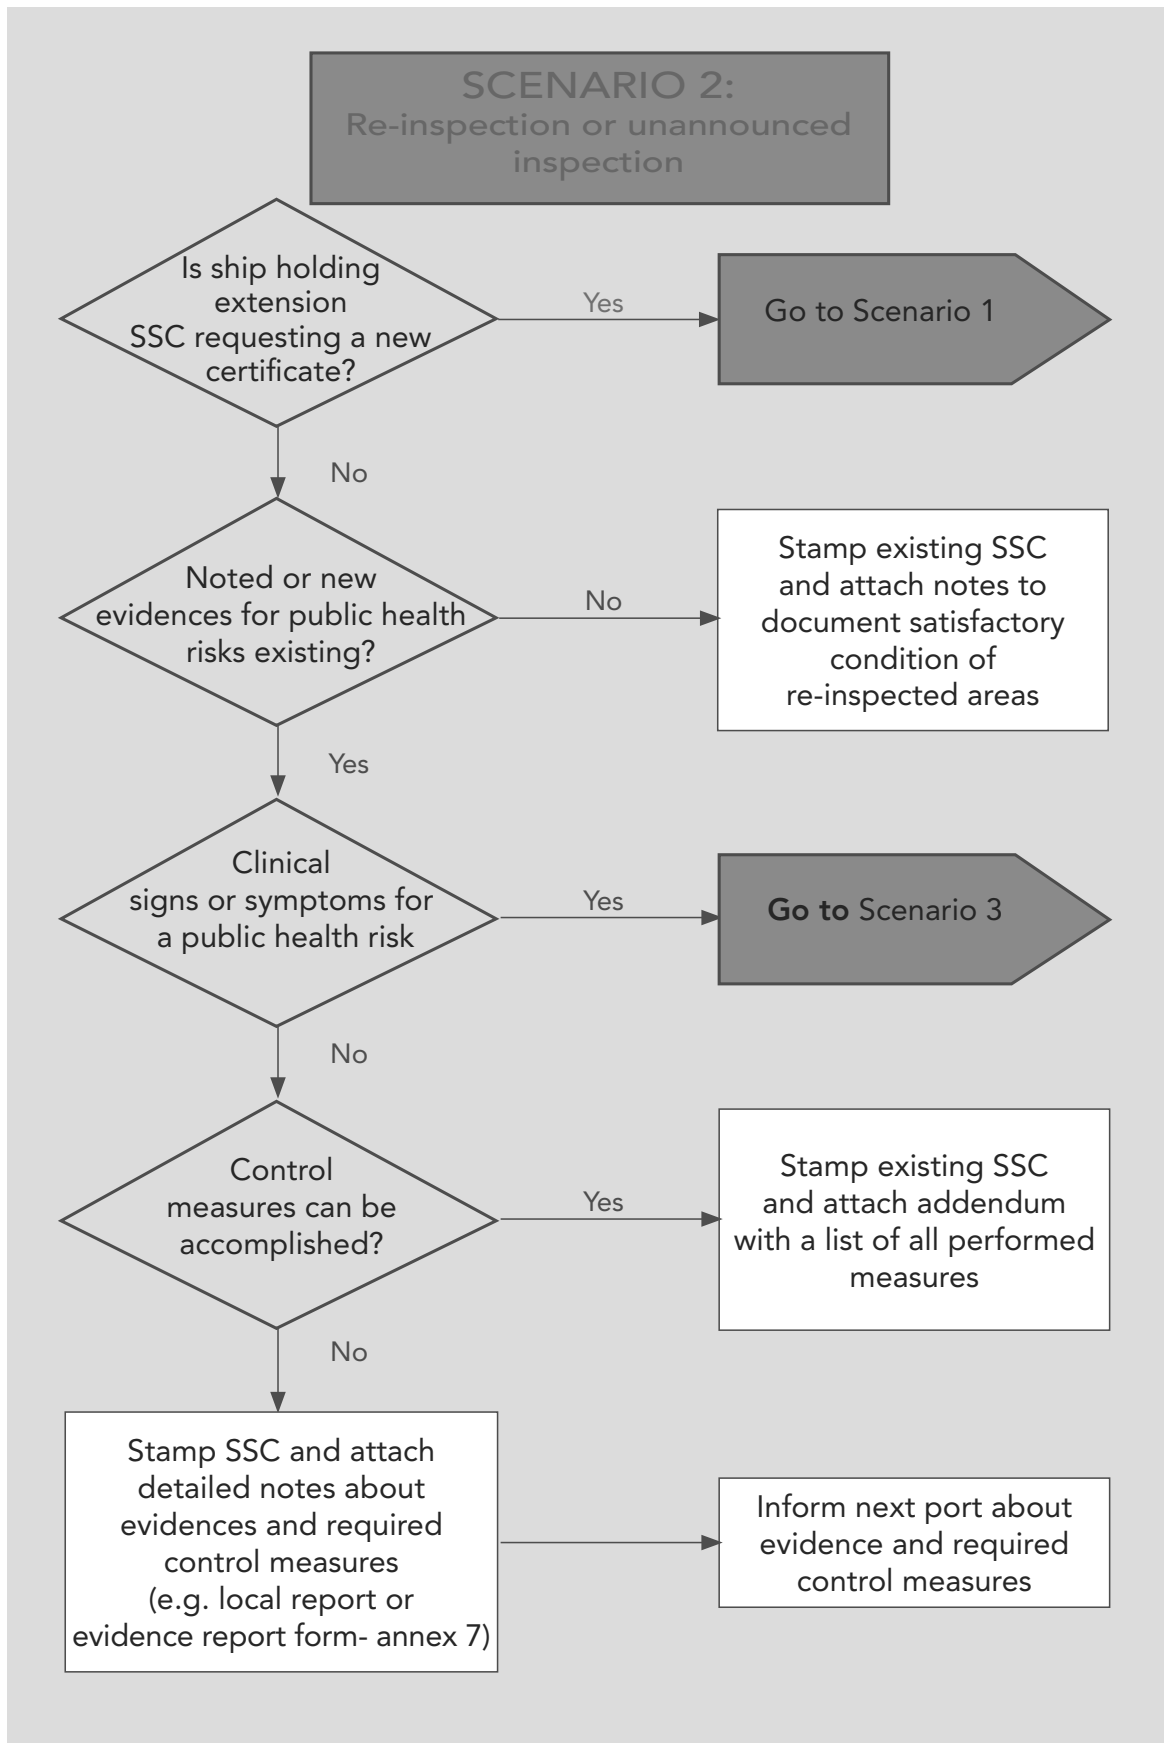 SCENARIO 2:
Re-inspection or unannounced
inspection
Is ship holding
extension
SSC requesting a new
certificate?
Yes
Go to Scenario 1
No
Noted or new
evidences for public health
risks existing?
No
Stamp existing SSC
and attach notes to
document satisfactory
condition of
re-inspected areas
Yes
Clinical
signs or symptoms for
a public health risk
Yes
Go to Scenario 3
No
Control
measures can be
accomplished?
Yes
Stamp existing SSC
and attach addendum
with a list of all performed
measures
No
Stamp SSC and attach
detailed notes about
evidences and required
control measures
(e.g. local report or
evidence report form- annex 7)
Inform next port about
evidence and required
control measures